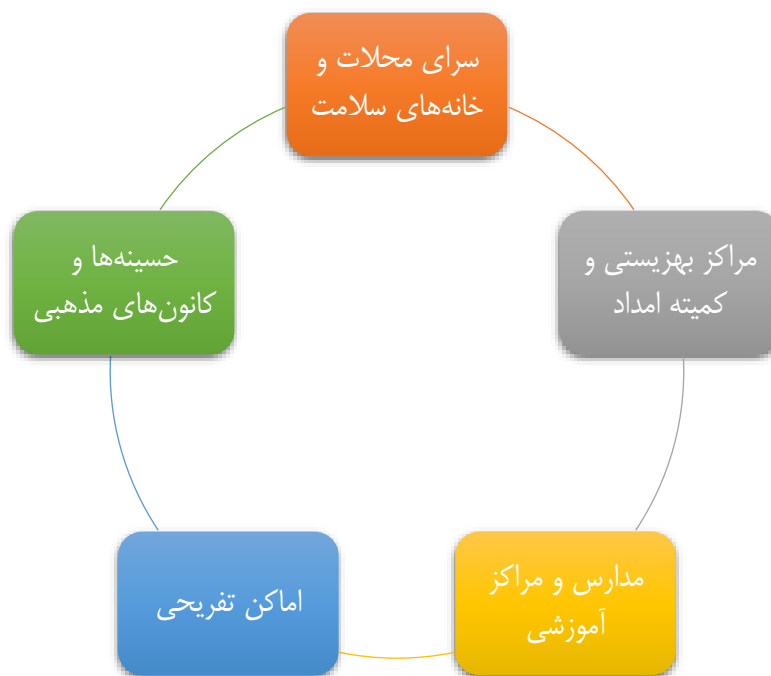 سرای محلات و
خانه‌های سلامت
مراکز بهزیستی و
کمیته امداد
مدارس و مراکز
آموزشی
اماکن تفریحی
حسینه‌ها و
کانون‌های مذهبی